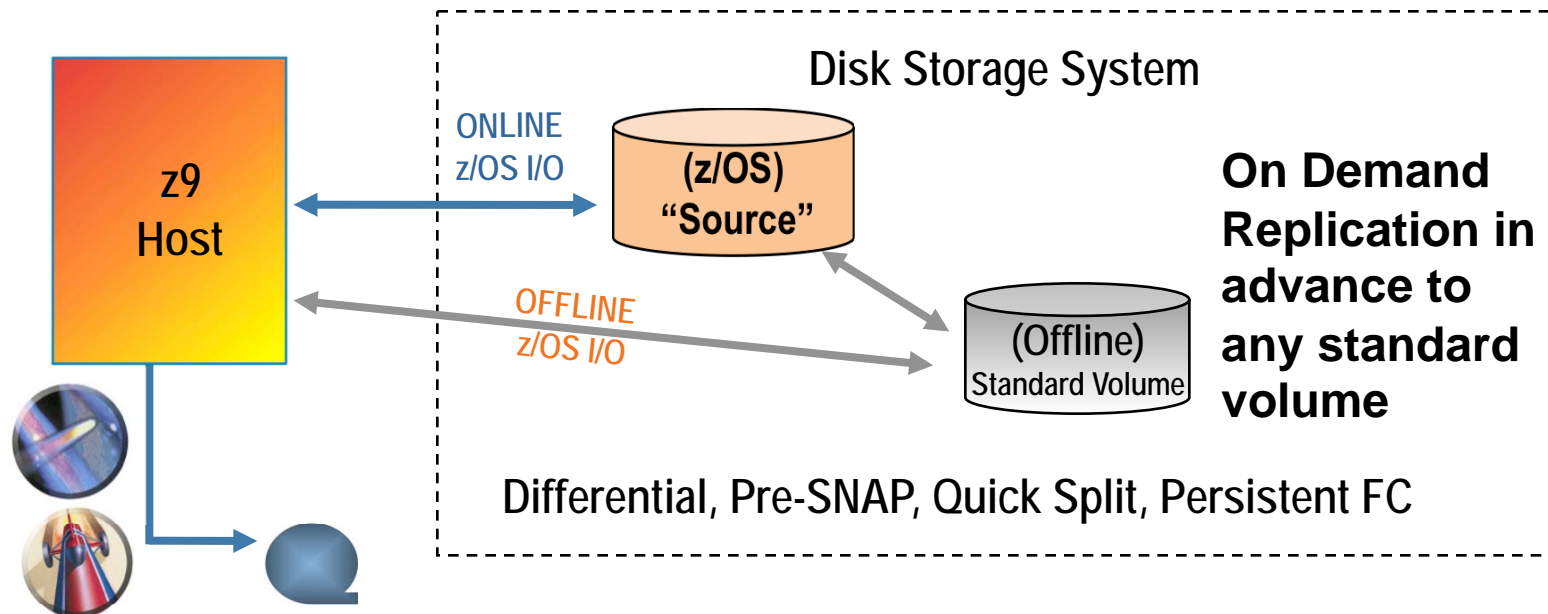 Disk Storage System
z9
Host
ONLINE
z/OS I/O
(z/OS)
“Source”
On Demand
Replication in
advance to
any standard
volume
OFFLINE
z/OS I/O
(Offline)
Standard Volume
Differential, Pre-SNAP, Quick Split, Persistent FC